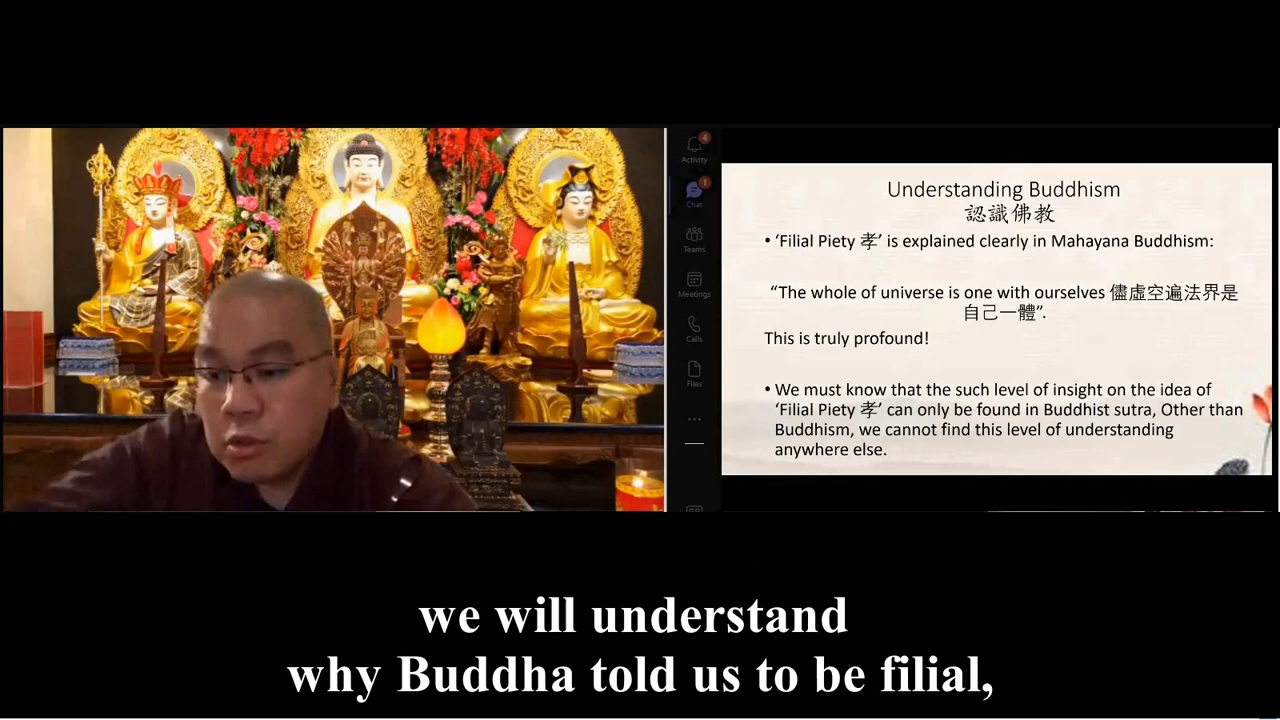 Activity
Chat
Teams
Meetings
Calls
Files
4
1
Understanding Buddhism
認識佛教
• ‘Filial Piety 孝’ is explained clearly in Mahayana Buddhism:
“The whole of universe is one with ourselves 儘虛空遍法界是
自己一體”.
This is truly profound!
• We must know that the such level of insight on the idea of
‘Filial Piety 孝’ can only be found in Buddhist sutra, Other than
Buddhism, we cannot find this level of understanding
anywhere else.
we will understand
why Buddha told us to be filial,